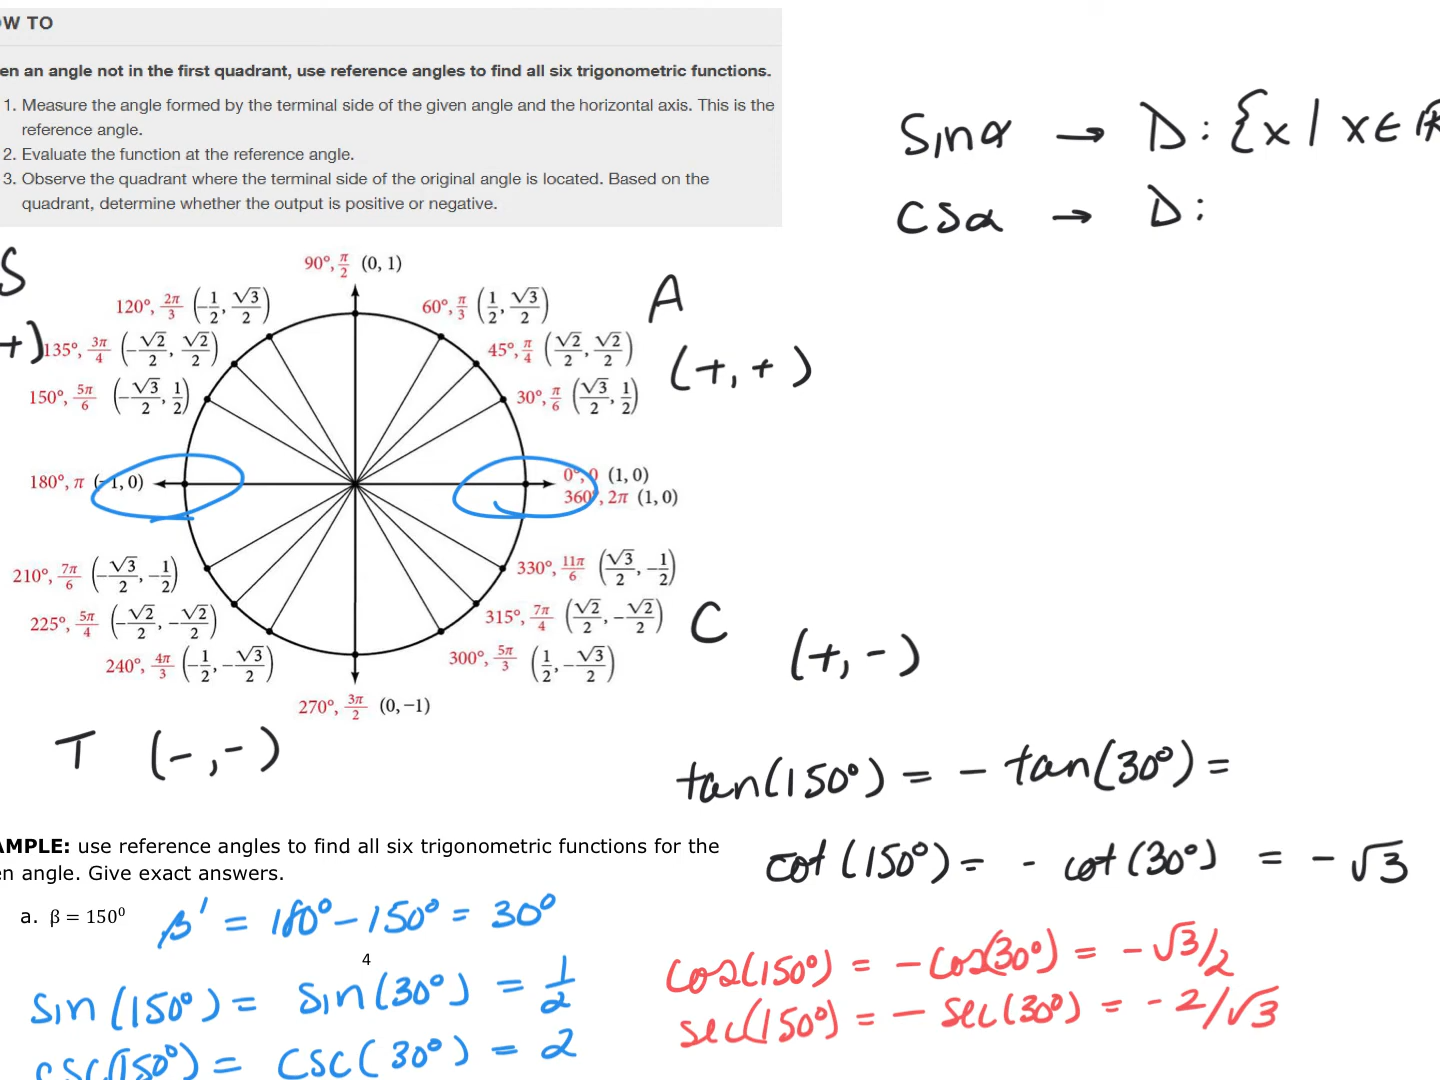 OW TO
en an angle not in the first quadrant, use reference angles to find all six trigonometric functions.
1. Measure the angle formed by the terminal side of the given angle and the horizontal axis. This is the
reference angle.
2. Evaluate the function at the reference angle.
3. Observe the quadrant where the terminal side of the original angle is located. Based on the
quadrant, determine whether the output is positive or negative.
Sinα → D: {x | x∈ ℝ
CSα → D:
S
+)
A
(+, +)
90°, π/2 (0, 1)
120°, 2π/3 (-1/2, √3/2)
60°, π/3 (1/2, √3/2)
135°, 3π/4 (-√2/2, √2/2)
45°, π/4 (√2/2, √2/2)
150°, 5π/6 (-√3/2, 1/2)
30°, π/6 (√3/2, 1/2)
180°, π (-1, 0)
0°, 0 (1, 0)
360°, 2π (1, 0)
210°, 7π/6 (-√3/2, -1/2)
330°, 11π/6 (√3/2, -1/2)
225°, 5π/4 (-√2/2, -√2/2)
315°, 7π/4 (√2/2, -√2/2)
240°, 4π/3 (-1/2, -√3/2)
300°, 5π/3 (1/2, -√3/2)
270°, 3π/2 (0, -1)
C (+, -)
T (-, -)
tan(150°) = - tan(30°) =
cot(150°) = - cot(30°) = -√3
AMPLE: use reference angles to find all six trigonometric functions for the
en angle. Give exact answers.
a. β = 150⁰
β' = 180° - 150° = 30°
4
sin(150°) = sin(30°) = 1/2
csc(150°) = csc(30°) = 2
cos(150°) = -cos(30°) = -√3/2
sec(150°) = - sec(30°) = -2/√3